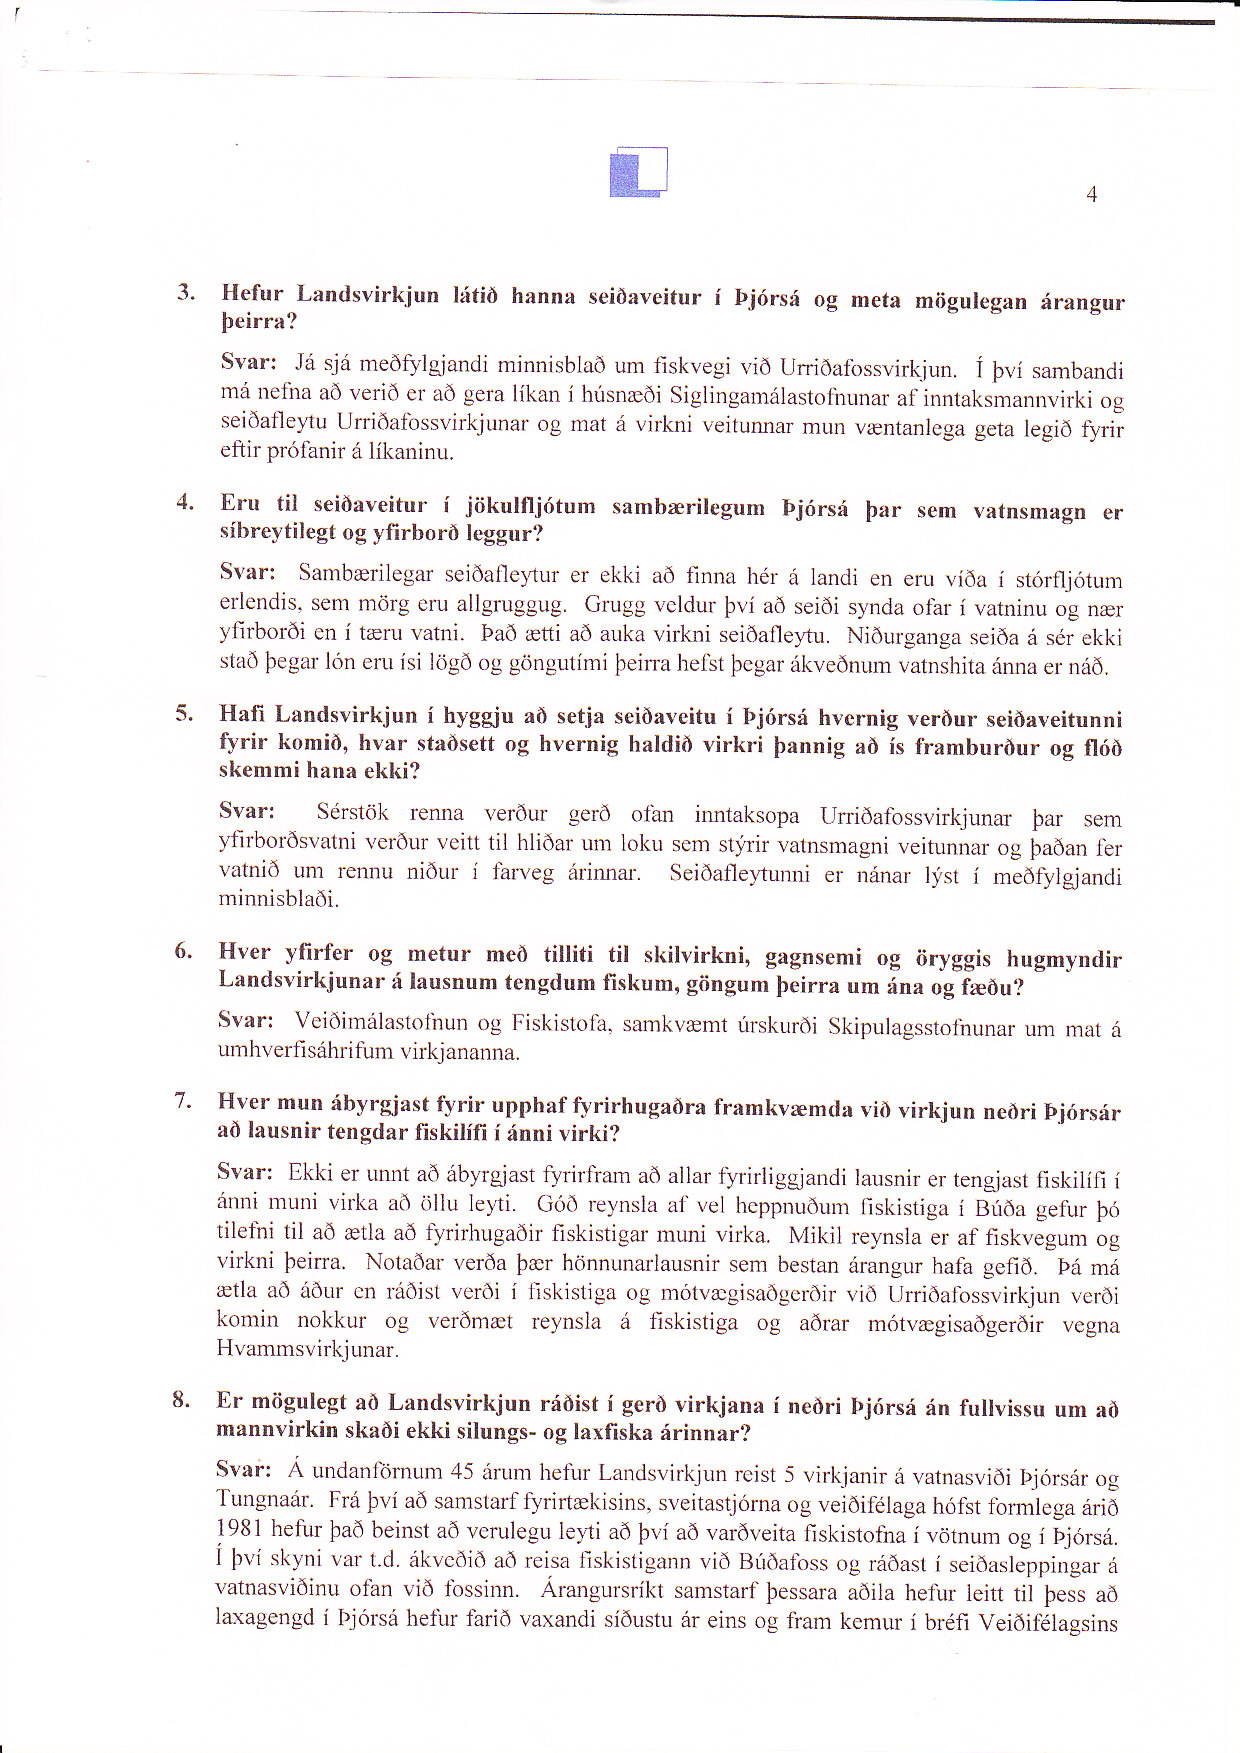 4
3. Hefur Landsvirkjun látið hanna seiðaveitur í Þjórsá og meta mögulegan árangur
þeirra?
Svar: Já sjá meðfylgjandi minnisblað um fiskvegi við Urriðafossvirkjun. Í því sambandi
má nefna að verið er að gera líkan í húsnæði Siglingamálastofnunar af inntaksmannvirki og
seiðafleytu Urriðafossvirkjunar og mat á virkni veitunnar mun væntanlega geta legið fyrir
eftir prófanir á líkaninu.
4. Eru til seiðaveitur í jökulfljótum sambærilegum Þjórsá þar sem vatnsmagn er
síbreytilegt og yfirborð leggur?
Svar: Sambærilegar seiðafleytur er ekki að finna hér á landi en eru víða í stórfljótum
erlendis, sem mörg eru allgruggug. Grugg veldur því að seiði synda ofar í vatninu og nær
yfirborði en í tæru vatni. Það ætti að auka virkni seiðafleytu. Niðurganga seiða á sér ekki
stað þegar lón eru ísi lögð og göngutími þeirra hefst þegar ákveðnum vatnshita ánna er náð.
5. Hafi Landsvirkjun í hyggju að setja seiðaveitu í Þjórsá hvernig verður seiðaveitunni
fyrir komið, hvar staðsett og hvernig haldið virkri þannig að ís framburður og flóð
skemmi hana ekki?
Svar: Sérstök renna verður gerð ofan inntaksopa Urriðafossvirkjunar þar sem
yfirborðsvatni verður veitt til hliðar um loku sem stýrir vatnsmagni veitunnar og þaðan fer
vatnið um rennu niður í farveg árinnar. Seiðafleytunni er nánar lýst í meðfylgjandi
minnisblaði.
6. Hver yfirfer og metur með tilliti til skilvirkni, gagnsemi og öryggis hugmyndir
Landsvirkjunar á lausnum tengdum fiskum, göngum þeirra um ána og fæðu?
Svar: Veiðimálastofnun og Fiskistofa, samkvæmt úrskurði Skipulagsstofnunar um mat á
umhverfisáhrifum virkjananna.
7. Hver mun ábyrgjast fyrir upphaf fyrirhugaðra framkvæmda við virkjun neðri Þjórsár
að lausnir tengdar fiskilífi í ánni virki?
Svar: Ekki er unnt að ábyrgjast fyrirfram að allar fyrirliggjandi lausnir er tengjast fiskilífi í
ánni muni virka að öllu leyti. Góð reynsla af vel heppnuðum fiskistiga í Búða gefur þó
tilefni til að ætla að fyrirhugaðir fiskistigar muni virka. Mikil reynsla er af fiskvegum og
virkni þeirra. Notaðar verða þær hönnunarlausnir sem bestan árangur hafa gefið. Þá má
ætla að áður en ráðist verði í fiskistiga og mótvægisaðgerðir við Urriðafossvirkjun verði
komin nokkur og verðmæt reynsla á fiskistiga og aðrar mótvægisaðgerðir vegna
Hvammsvirkjunar.
8. Er mögulegt að Landsvirkjun ráðist í gerð virkjana í neðri Þjórsá án fullvissu um að
mannvirkin skaði ekki silungs- og laxfiska árinnar?
Svar: Á undanförnum 45 árum hefur Landsvirkjun reist 5 virkjanir á vatnasviði Þjórsár og
Tungnaár. Frá því að samstarf fyrirtækisins, sveitastjórna og veiðifélaga hófst formlega árið
1981 hefur það beinst að verulegu leyti að því að varðveita fiskistofna í vötnum og í Þjórsá.
Í því skyni var t.d. ákveðið að reisa fiskistigann við Búðafoss og ráðast í seiðasleppingar á
vatnasviðinu ofan við fossinn. Árangursríkt samstarf þessara aðila hefur leitt til þess að
laxagengd í Þjórsá hefur farið vaxandi síðustu ár eins og fram kemur í bréfi Veiðifélagsins